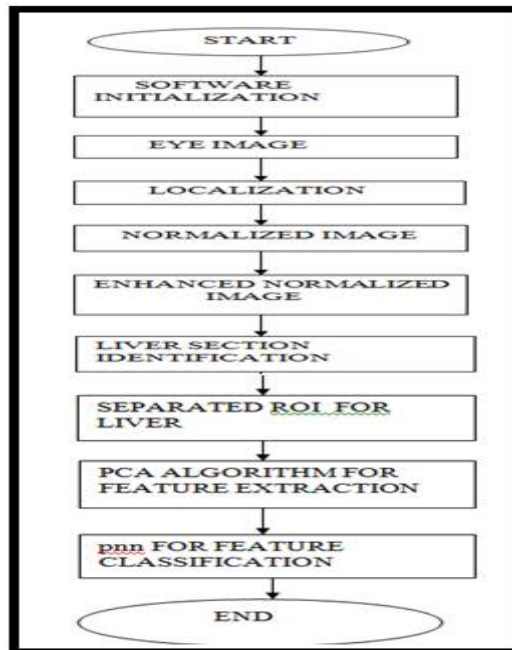 START
SOFTWARE
INITIALIZATION
EYE IMAGE
LOCALIZATION
NORMALIZED IMAGE
ENHANCED NORMALIZED
IMAGE
LIVER SECTION
IDENTIFICATION
SEPARATED ROI FOR
LIVER
PCA ALGORITHM FOR
FEATURE EXTRACTION
pnn FOR FEATURE
CLASSIFICATION
END